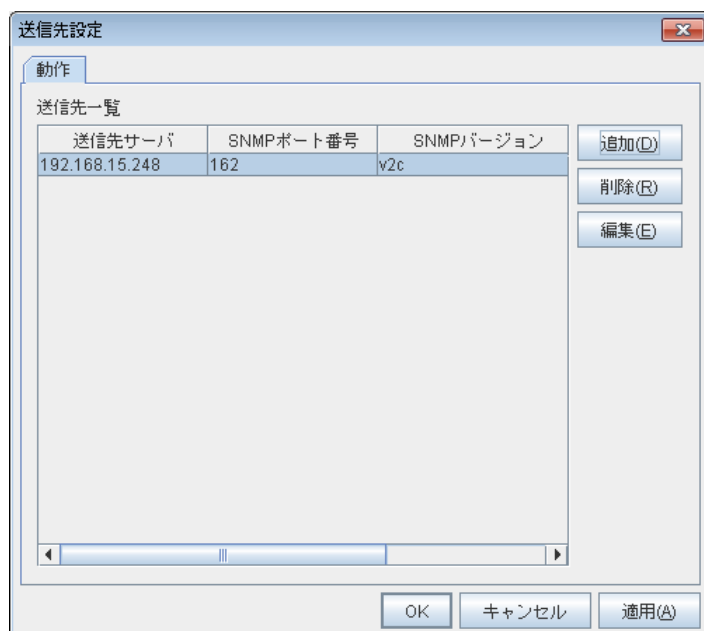 送信先設定
動作
送信先一覧
送信先サーバ SNMPポート番号 SNMPバージョン
192.168.15.248 162 v2c
追加(D)
削除(R)
編集(E)
OK キャンセル 適用(A)